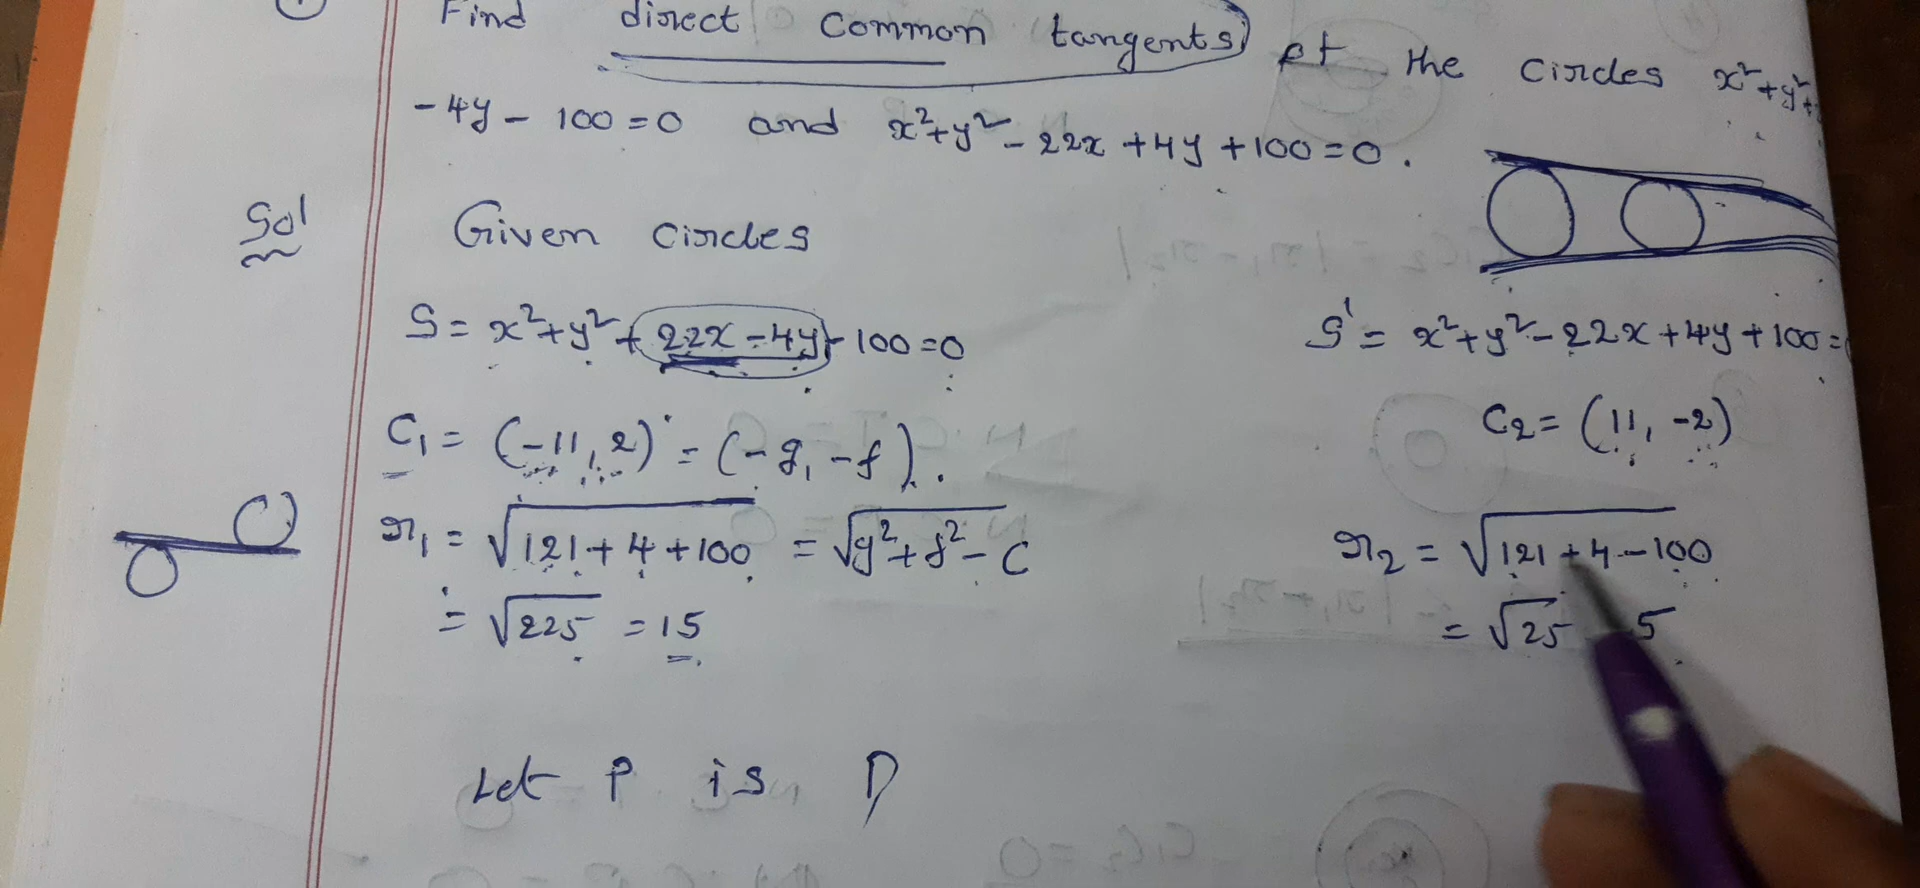 Find direct common tangents of the circles x²+y²+
-4y-100=0 and x²+y²-22x+4y+100=0.
Sol Given circles
S = x²+y²+22x-4y-100=0
S' = x²+y²-22x+4y+100=
C₁ = (-11, 2) = (-g, -f).
C₂ = (11, -2)
r₁ = √121+4+100 = √g²+f²-c
= √225 = 15
r₂ = √121+4-100
= √25 5
Let P is D